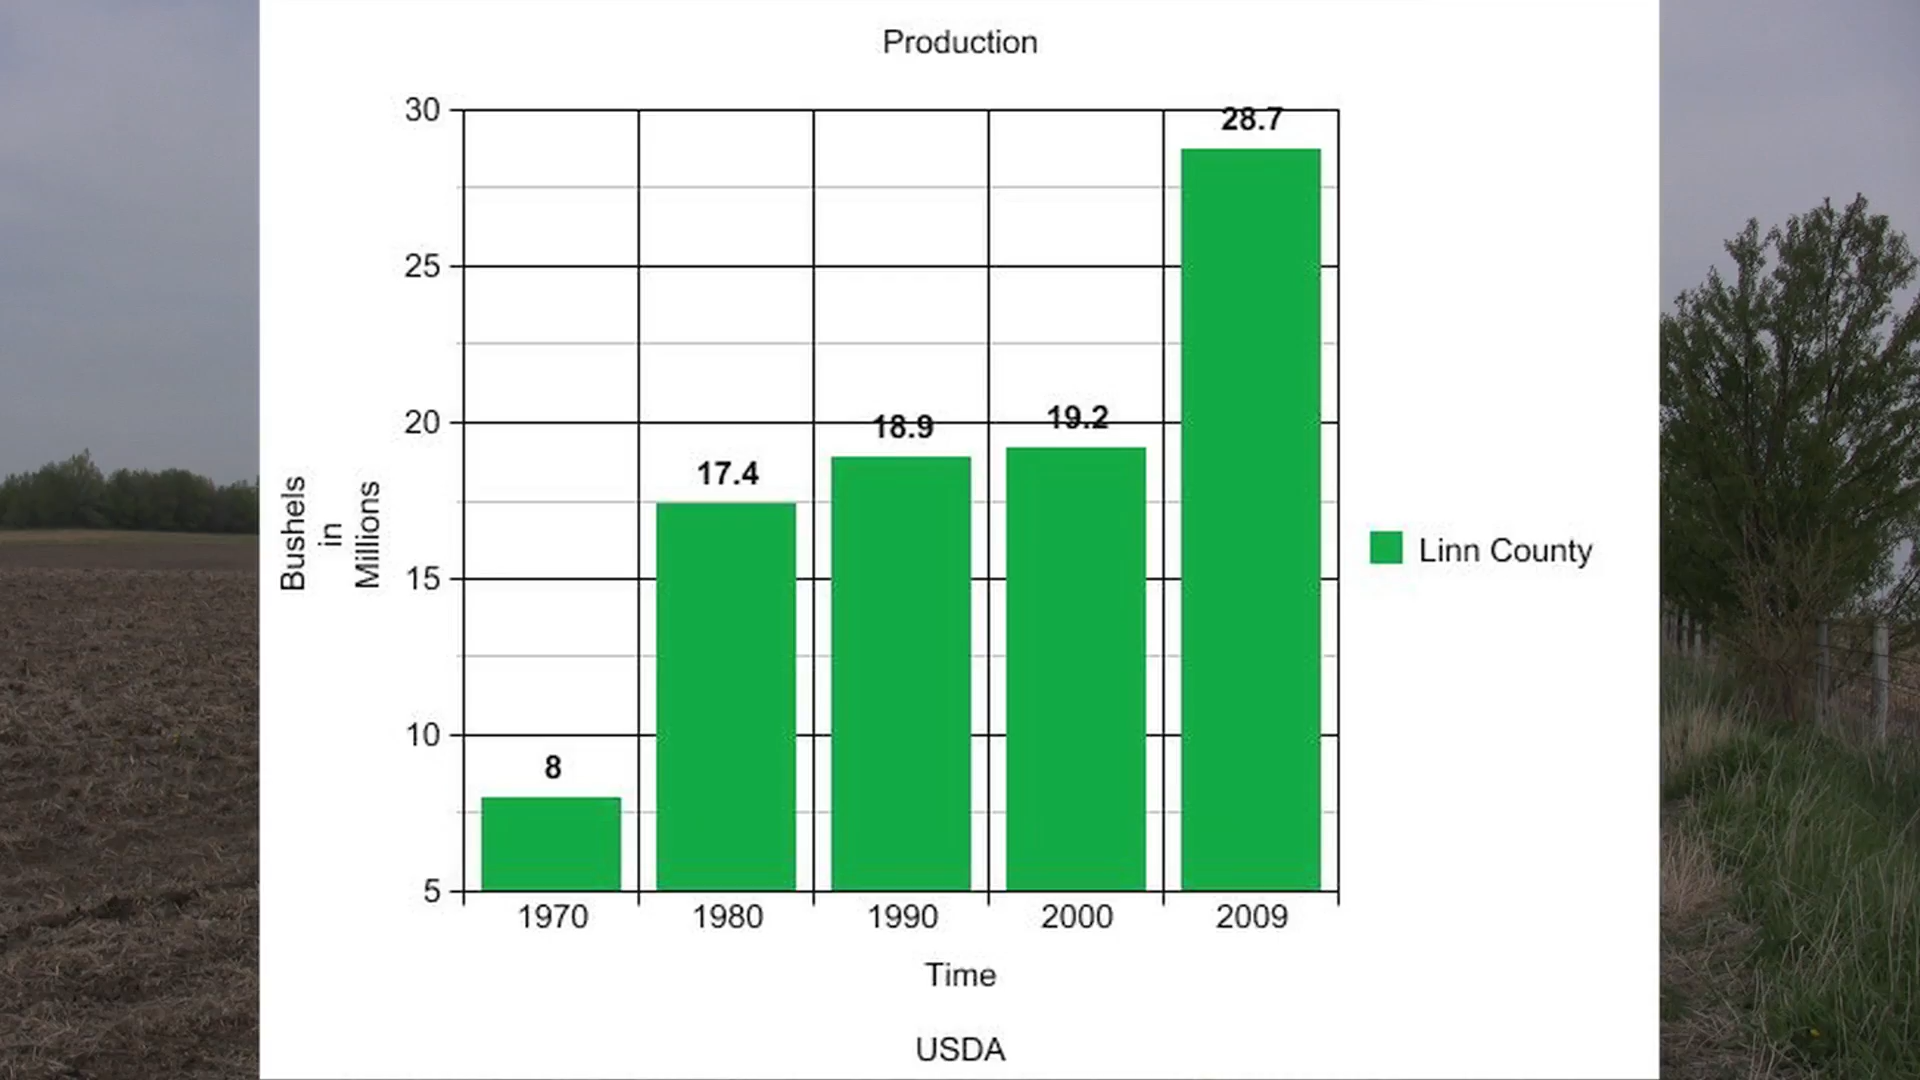 Production
30
28.7
25
20
19.2
18.9
17.4
15
10
8
5
Bushels
in
Millions
1970 1980 1990 2000 2009
Linn County
Time
USDA